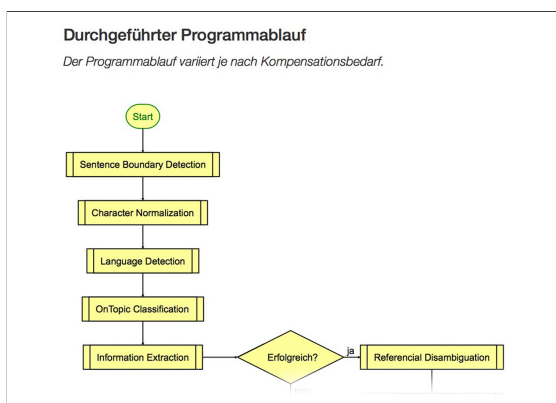 Durchgeführter Programmablauf
Der Programmablauf variiert je nach Kompensationsbedarf.
Start
Sentence Boundary Detection
Character Normalization
Language Detection
OnTopic Classification
Information Extraction
Erfolgreich?
ja
Referencial Disambiguation